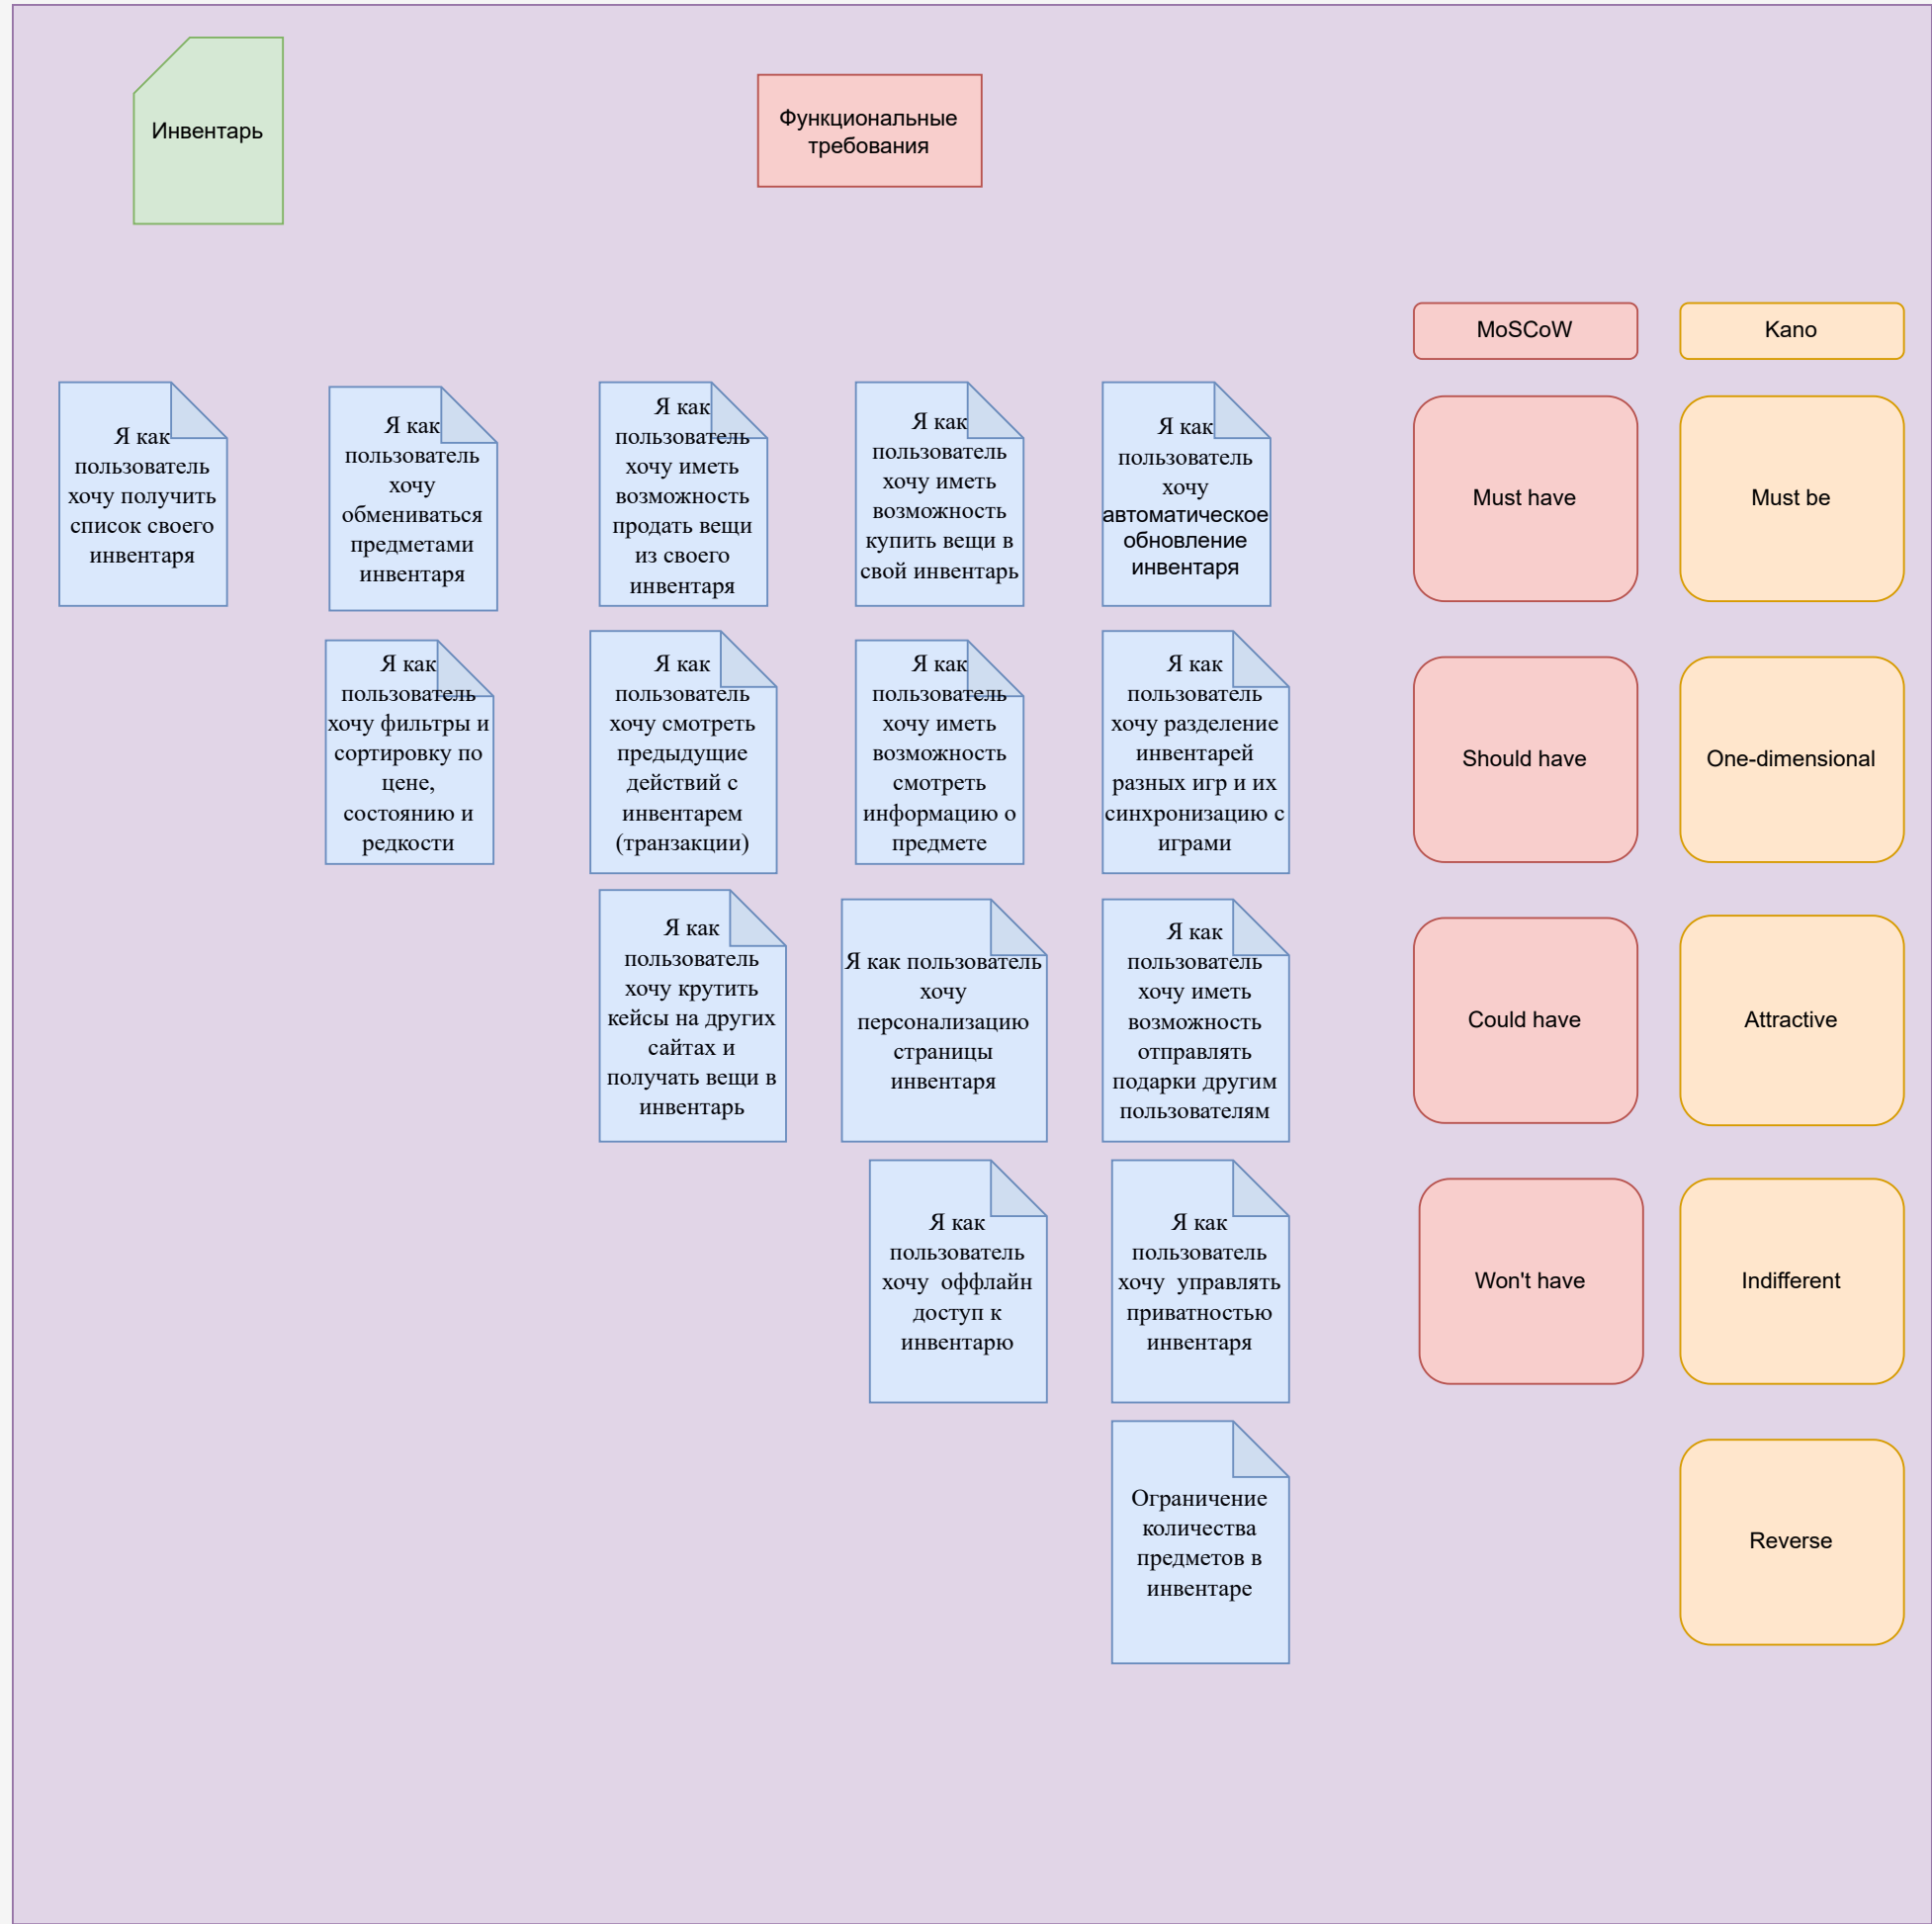 Инвентарь
Функциональные
требования
MoSCoW
Kano
Я как
пользователь
хочу получить
список своего
инвентаря
Я как
пользователь
хочу
обмениваться
предметами
инвентаря
Я как
пользователь
хочу иметь
возможность
продать вещи
из своего
инвентаря
Я как
пользователь
хочу иметь
возможность
купить вещи в
свой инвентарь
Я как
пользователь
хочу
автоматическое
обновление
инвентаря
Must have
Must be
Я как
пользователь
хочу фильтры и
сортировку по
цене,
состоянию и
редкости
Я как
пользователь
хочу смотреть
предыдущие
действий с
инвентарем
(транзакции)
Я как
пользователь
хочу иметь
возможность
смотреть
информацию о
предмете
Я как
пользователь
хочу разделение
инвентарей
разных игр и их
синхронизацию с
играми
Should have
One-dimensional
Я как
пользователь
хочу крутить
кейсы на других
сайтах и
получать вещи в
инвентарь
Я как пользователь
хочу
персонализацию
страницы
инвентаря
Я как
пользователь
хочу иметь
возможность
отправлять
подарки другим
пользователям
Could have
Attractive
Я как
пользователь
хочу  оффлайн
доступ к
инвентарю
Я как
пользователь
хочу  управлять
приватностью
инвентаря
Won't have
Indifferent
Ограничение
количества
предметов в
инвентаре
Reverse